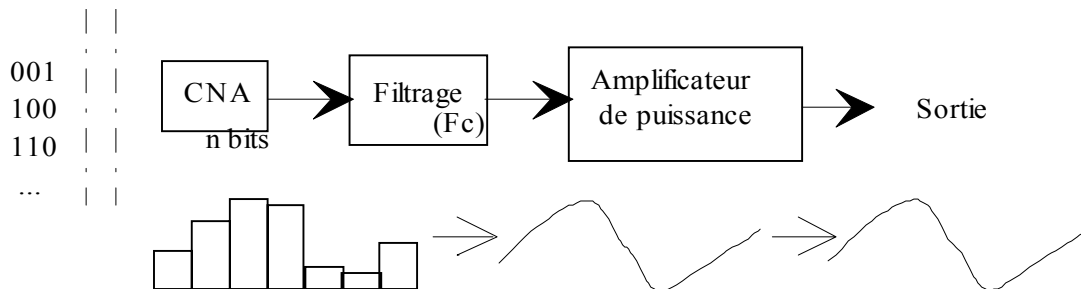 001
100
110
...
CNA
n bits
Filtrage
(Fc)
Amplificateur
de puissance
Sortie